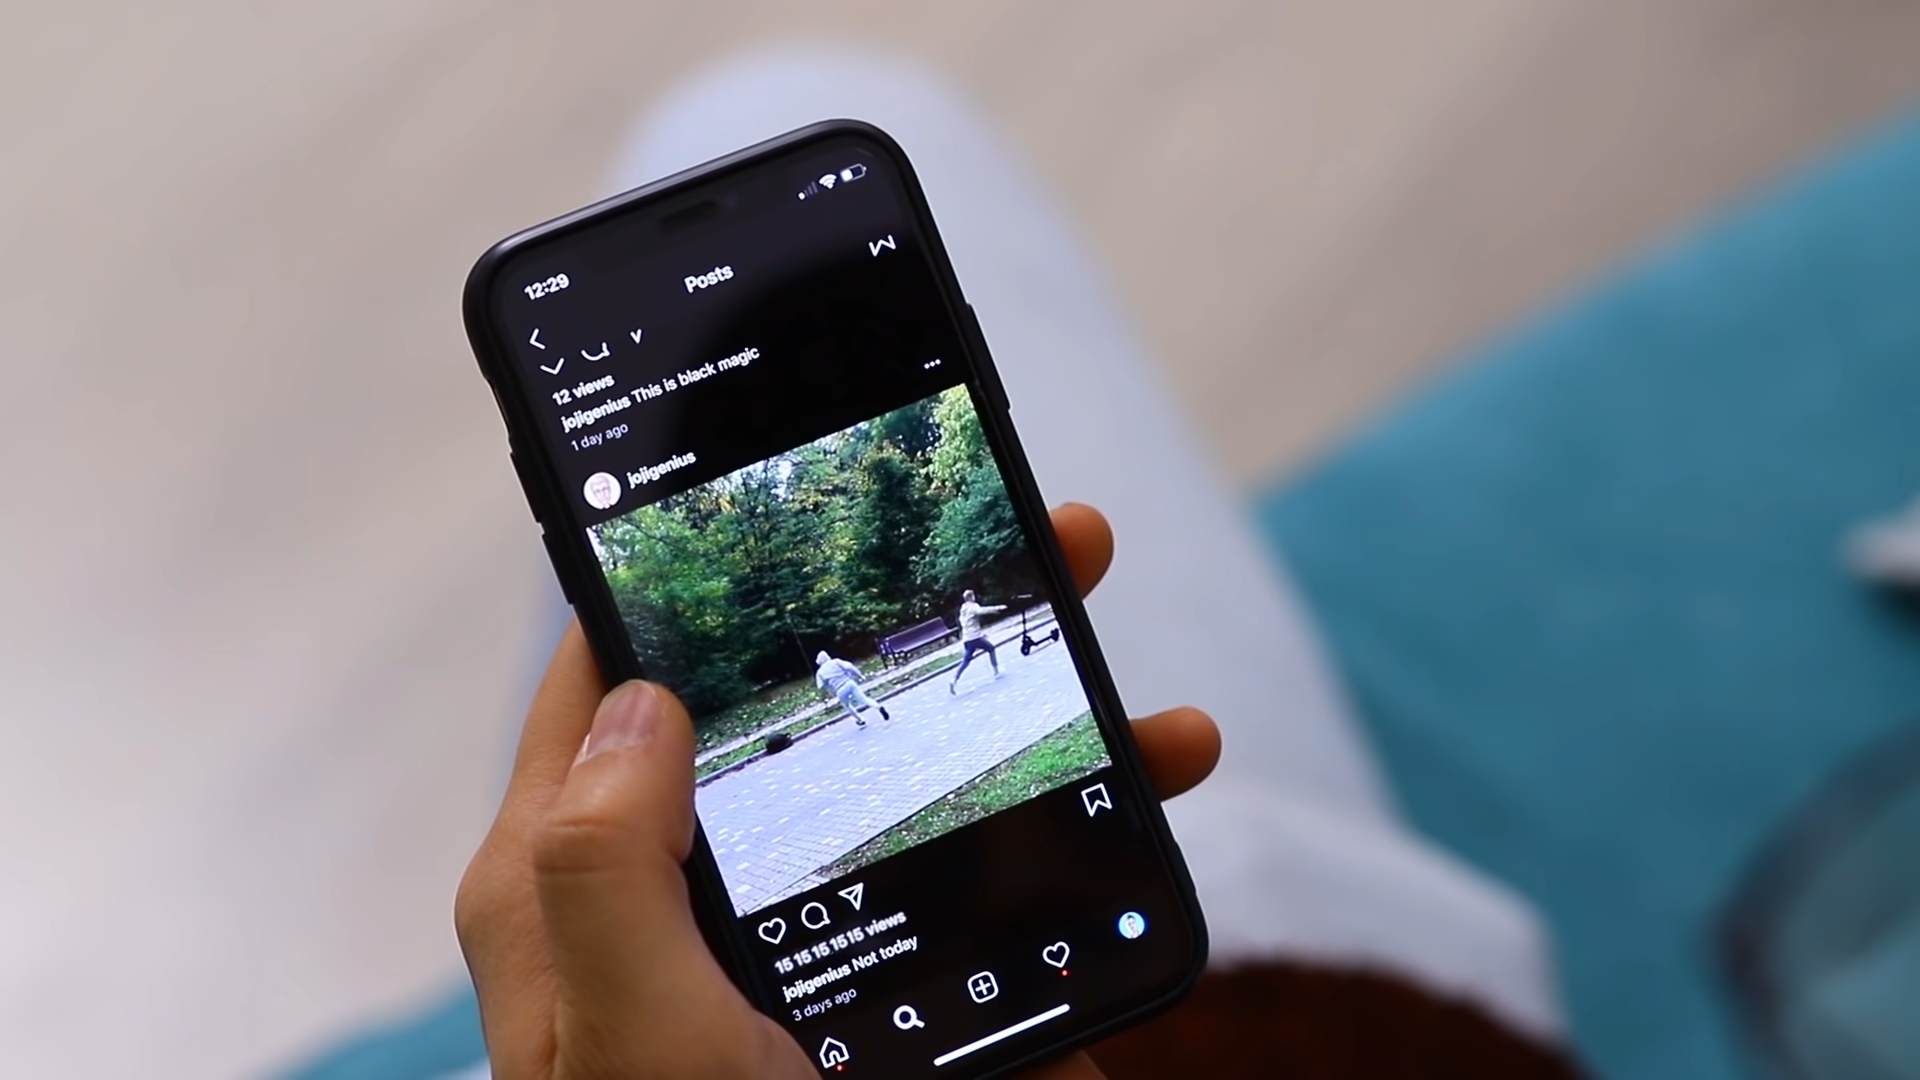 12:29
Posts
12 views
jojigenius This is black magic
1 day ago
jojigenius
15 15 15 15 15 views
jojigenius Not today
3 days ago